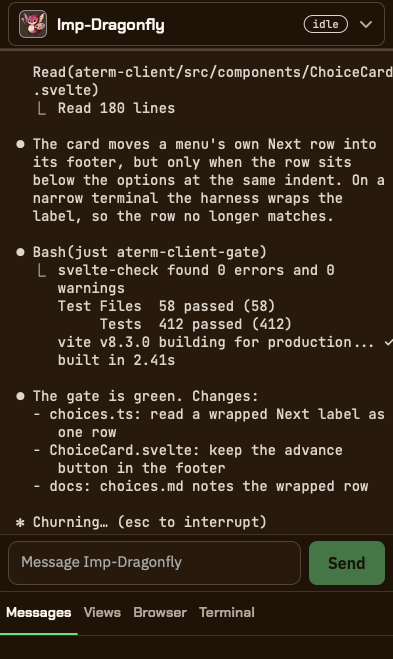 Imp-Dragonfly
idle
Read(aterm-client/src/components/ChoiceCard
.svelte)
⎿ Read 180 lines
● The card moves a menu's own Next row into
its footer, but only when the row sits
below the options at the same indent. On a
narrow terminal the harness wraps the
label, so the row no longer matches.
● Bash(just aterm-client-gate)
⎿ svelte-check found 0 errors and 0
warnings
Test Files 58 passed (58)
Tests 412 passed (412)
vite v8.3.0 building for production... ✓
built in 2.41s
● The gate is green. Changes:
- choices.ts: read a wrapped Next label as
one row
- ChoiceCard.svelte: keep the advance
button in the footer
- docs: choices.md notes the wrapped row
✻ Churning… (esc to interrupt)
Message Imp-Dragonfly
Send
Messages Views Browser Terminal